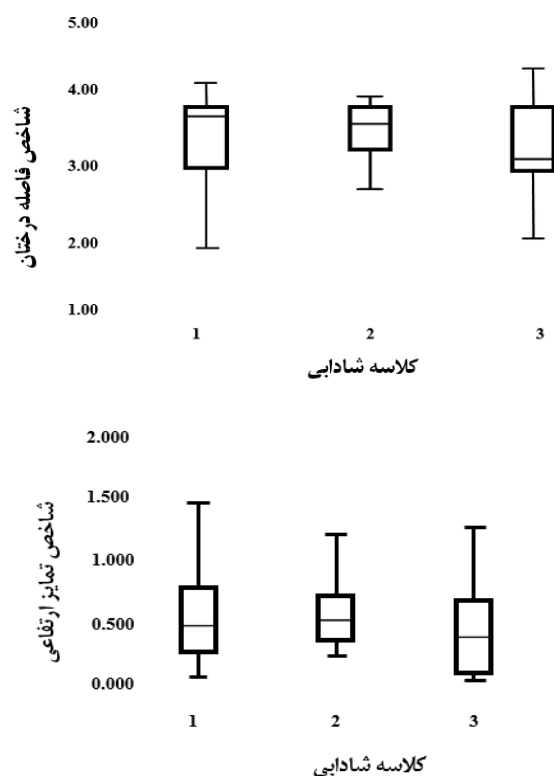 5.00
4.00
3.00
2.00
1.00
شاخص فاصله درختان
1 2 3
کلاسه شادابی
2.000
1.500
1.000
0.500
0.000
شاخص تمایز ارتفاعی
1 2 3
کلاسه شادابی